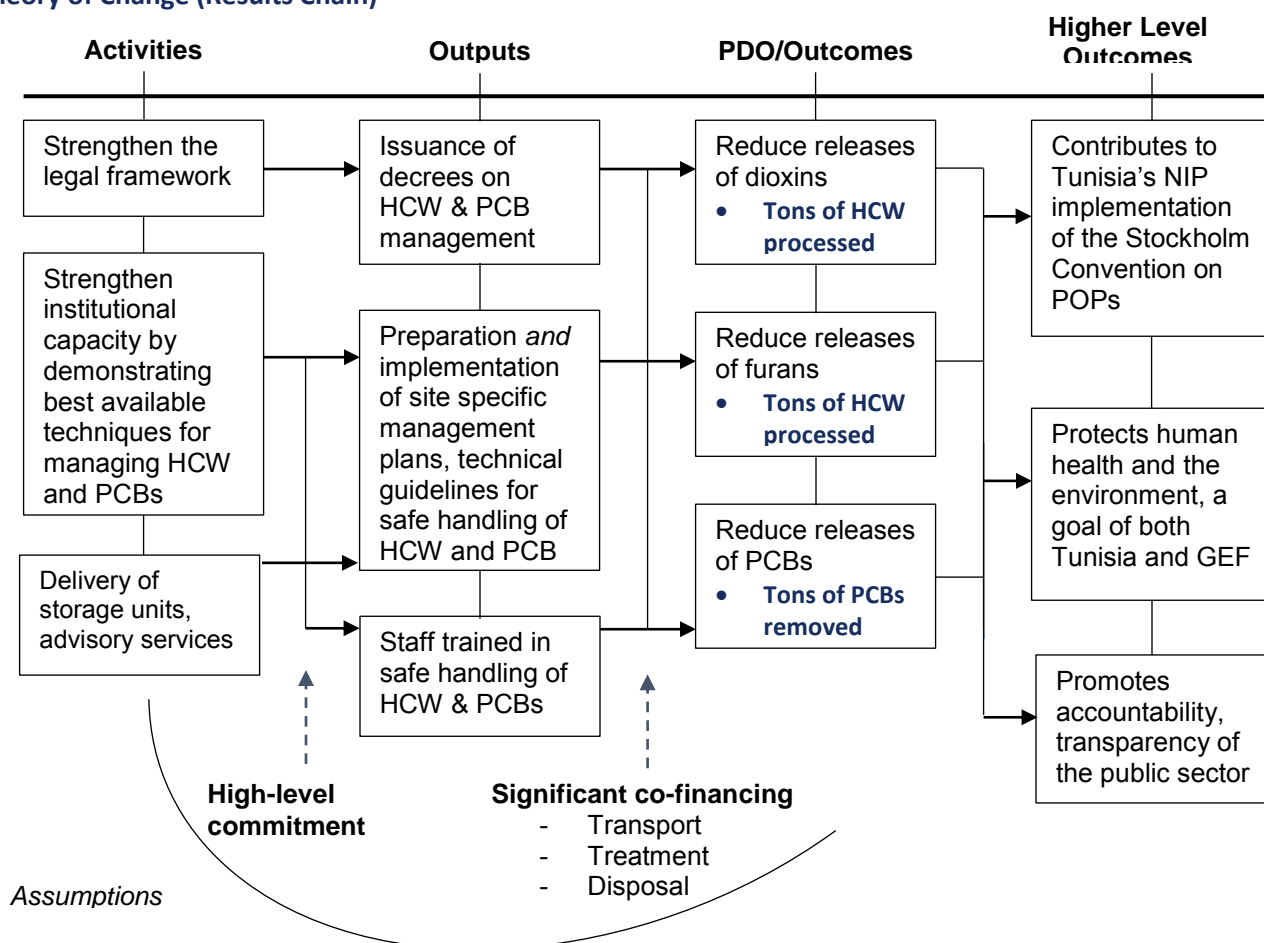 Theory of Change (Results Chain)
Activities
Outputs
PDO/Outcomes
Higher Level
Outcomes
Strengthen the
legal framework
Strengthen
institutional
capacity by
demonstrating
best available
techniques for
managing HCW
and PCBs
Delivery of
storage units,
advisory services
Issuance of
decrees on
HCW & PCB
management
Preparation and
implementation
of site specific
management
plans, technical
guidelines for
safe handling of
HCW and PCB
Staff trained in
safe handling of
HCW & PCBs
Reduce releases
of dioxins
• Tons of HCW
processed
Reduce releases
of furans
• Tons of HCW
processed
Reduce releases
of PCBs
• Tons of PCBs
removed
Contributes to
Tunisia’s NIP
implementation
of the Stockholm
Convention on
POPs
Protects human
health and the
environment, a
goal of both
Tunisia and GEF
Promotes
accountability,
transparency of
the public sector
High-level
commitment
Significant co-financing
- Transport
- Treatment
- Disposal
Assumptions